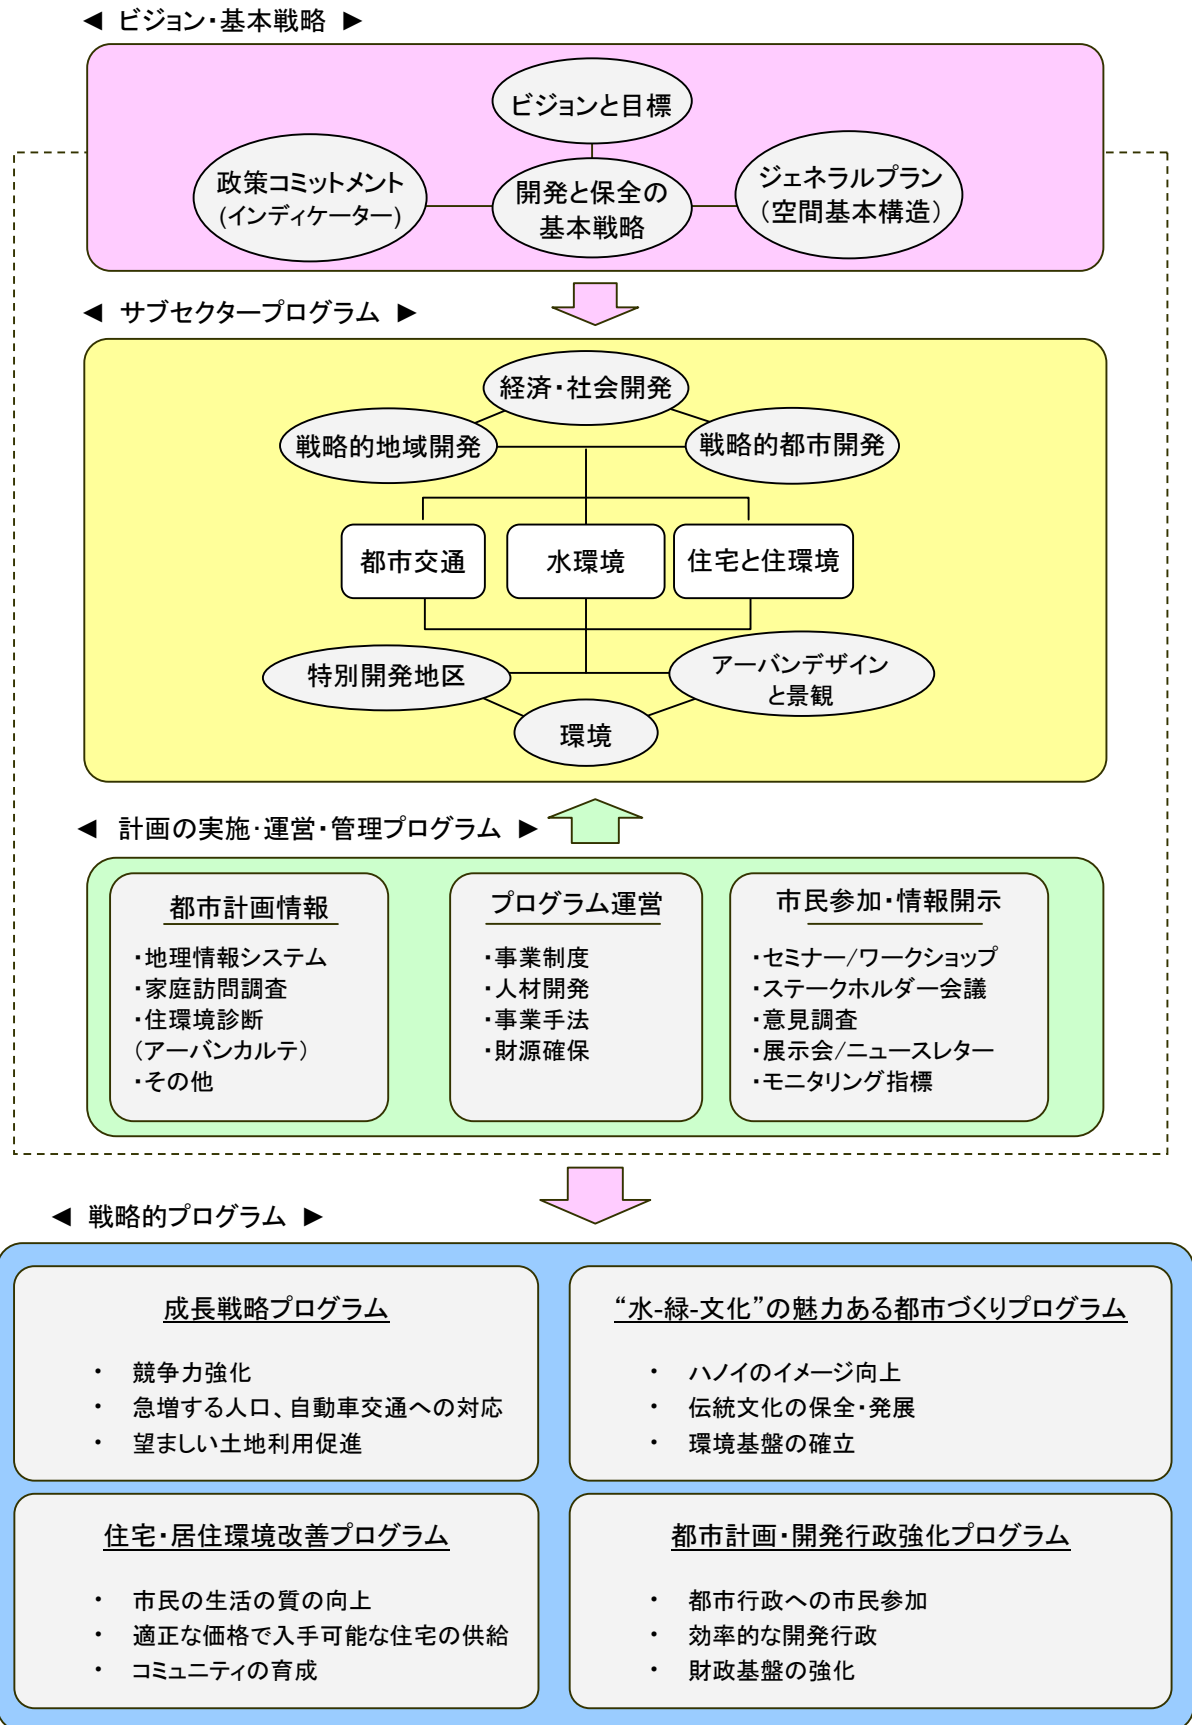 ◄ ビジョン・基本戦略 ►
ビジョンと目標
政策コミットメント
(インディケーター)
開発と保全の
基本戦略
ジェネラルプラン
（空間基本構造）
◄ サブセクタープログラム ►
経済・社会開発
戦略的地域開発
戦略的都市開発
都市交通
水環境
住宅と住環境
特別開発地区
アーバンデザイン
と景観
環境
◄ 計画の実施・運営・管理プログラム ►
都市計画情報
・地理情報システム
・家庭訪問調査
・住環境診断
（アーバンカルテ）
・その他
プログラム運営
・事業制度
・人材開発
・事業手法
・財源確保
市民参加・情報開示
・セミナー/ワークショップ
・ステークホルダー会議
・意見調査
・展示会/ニュースレター
・モニタリング指標
◄ 戦略的プログラム ►
成長戦略プログラム
・ 競争力強化
・ 急増する人口、自動車交通への対応
・ 望ましい土地利用促進
“水-緑-文化”の魅力ある都市づくりプログラム
・ ハノイのイメージ向上
・ 伝統文化の保全・発展
・ 環境基盤の確立
住宅・居住環境改善プログラム
・ 市民の生活の質の向上
・ 適正な価格で入手可能な住宅の供給
・ コミュニティの育成
都市計画・開発行政強化プログラム
・ 都市行政への市民参加
・ 効率的な開発行政
・ 財政基盤の強化